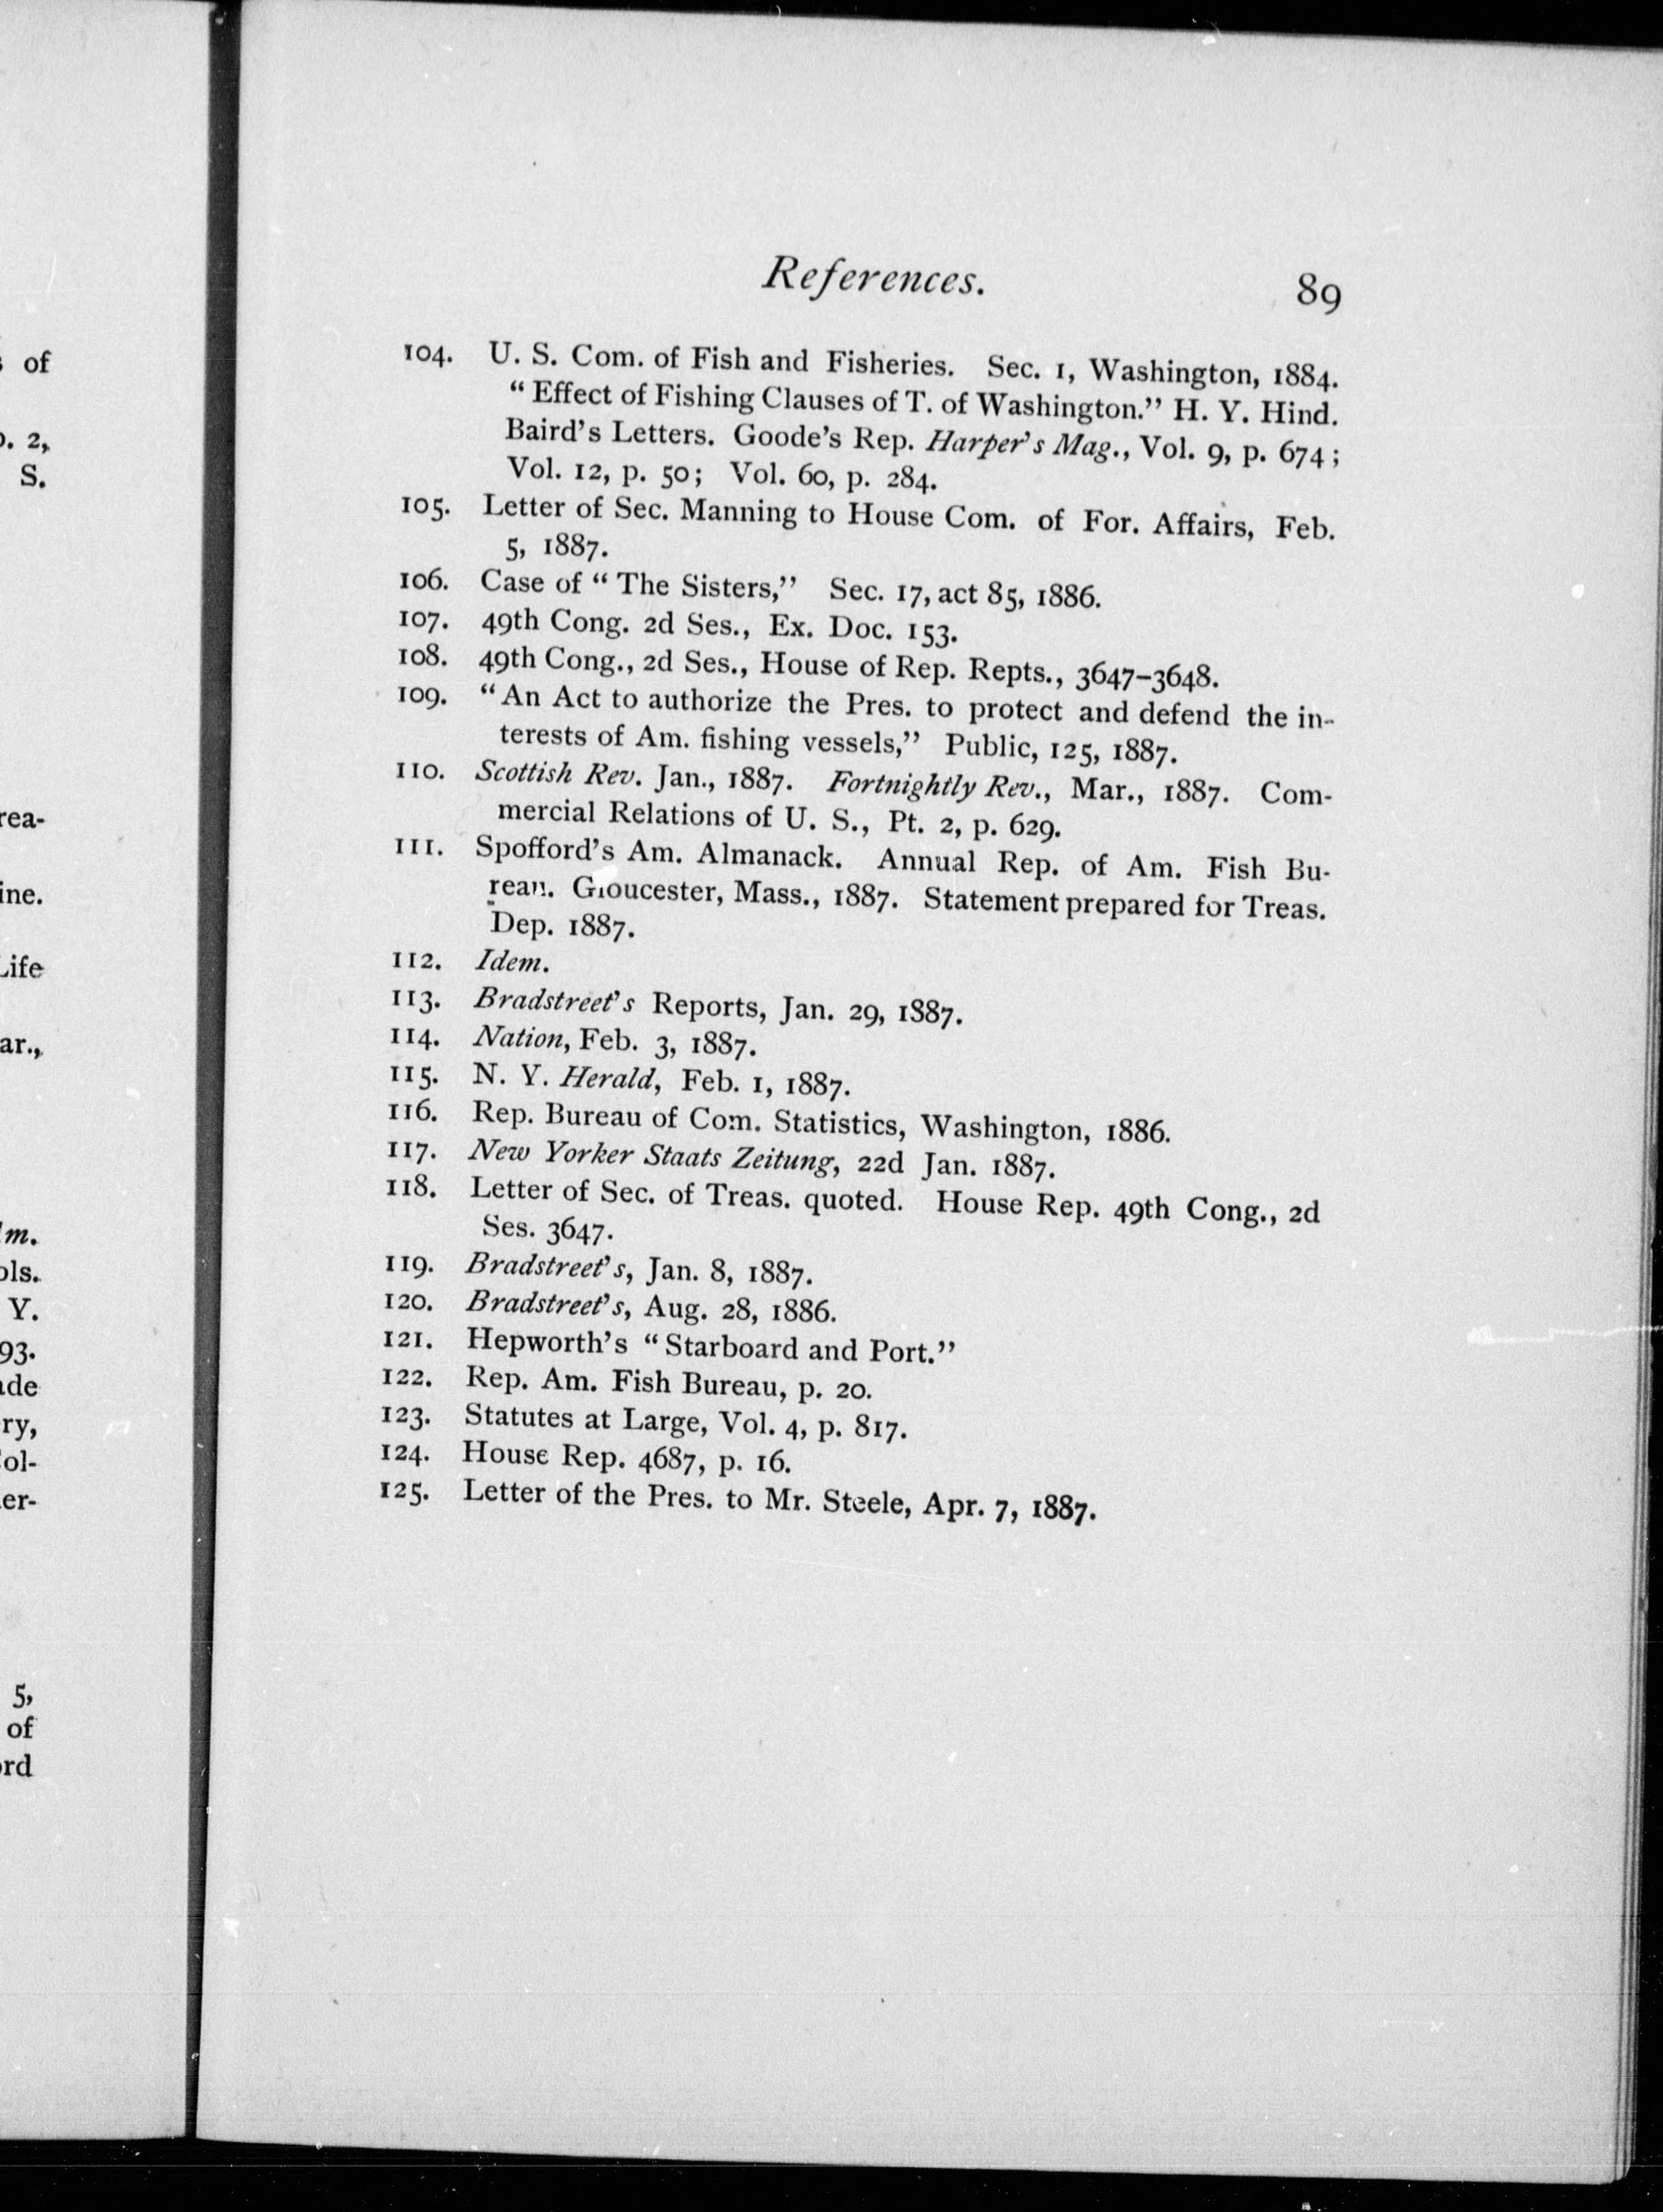 References. 89
104. U. S. Com. of Fish and Fisheries. Sec. 1, Washington, 1884.
"Effect of Fishing Clauses of T. of Washington." H. Y. Hind.
Baird's Letters. Goode's Rep. Harper's Mag., Vol. 9, p. 674;
Vol. 12, p. 50; Vol. 60, p. 284.
105. Letter of Sec. Manning to House Com. of For. Affairs, Feb.
5, 1887.
106. Case of "The Sisters," Sec. 17, act 85, 1886.
107. 49th Cong. 2d Ses., Ex. Doc. 153.
108. 49th Cong., 2d Ses., House of Rep. Repts., 3647–3648.
109. "An Act to authorize the Pres. to protect and defend the in-
terests of Am. fishing vessels," Public, 125, 1887.
110. Scottish Rev. Jan., 1887. Fortnightly Rev., Mar., 1887. Com-
mercial Relations of U. S., Pt. 2, p. 629.
111. Spofford's Am. Almanack. Annual Rep. of Am. Fish Bu-
reau. Gloucester, Mass., 1887. Statement prepared for Treas.
Dep. 1887.
112. Idem.
113. Bradstreet's Reports, Jan. 29, 1887.
114. Nation, Feb. 3, 1887.
115. N. Y. Herald, Feb. 1, 1887.
116. Rep. Bureau of Com. Statistics, Washington, 1886.
117. New Yorker Staats Zeitung, 22d Jan. 1887.
118. Letter of Sec. of Treas. quoted. House Rep. 49th Cong., 2d
Ses. 3647.
119. Bradstreet's, Jan. 8, 1887.
120. Bradstreet's, Aug. 28, 1886.
121. Hepworth's "Starboard and Port."
122. Rep. Am. Fish Bureau, p. 20.
123. Statutes at Large, Vol. 4, p. 817.
124. House Rep. 4687, p. 16.
125. Letter of the Pres. to Mr. Steele, Apr. 7, 1887.